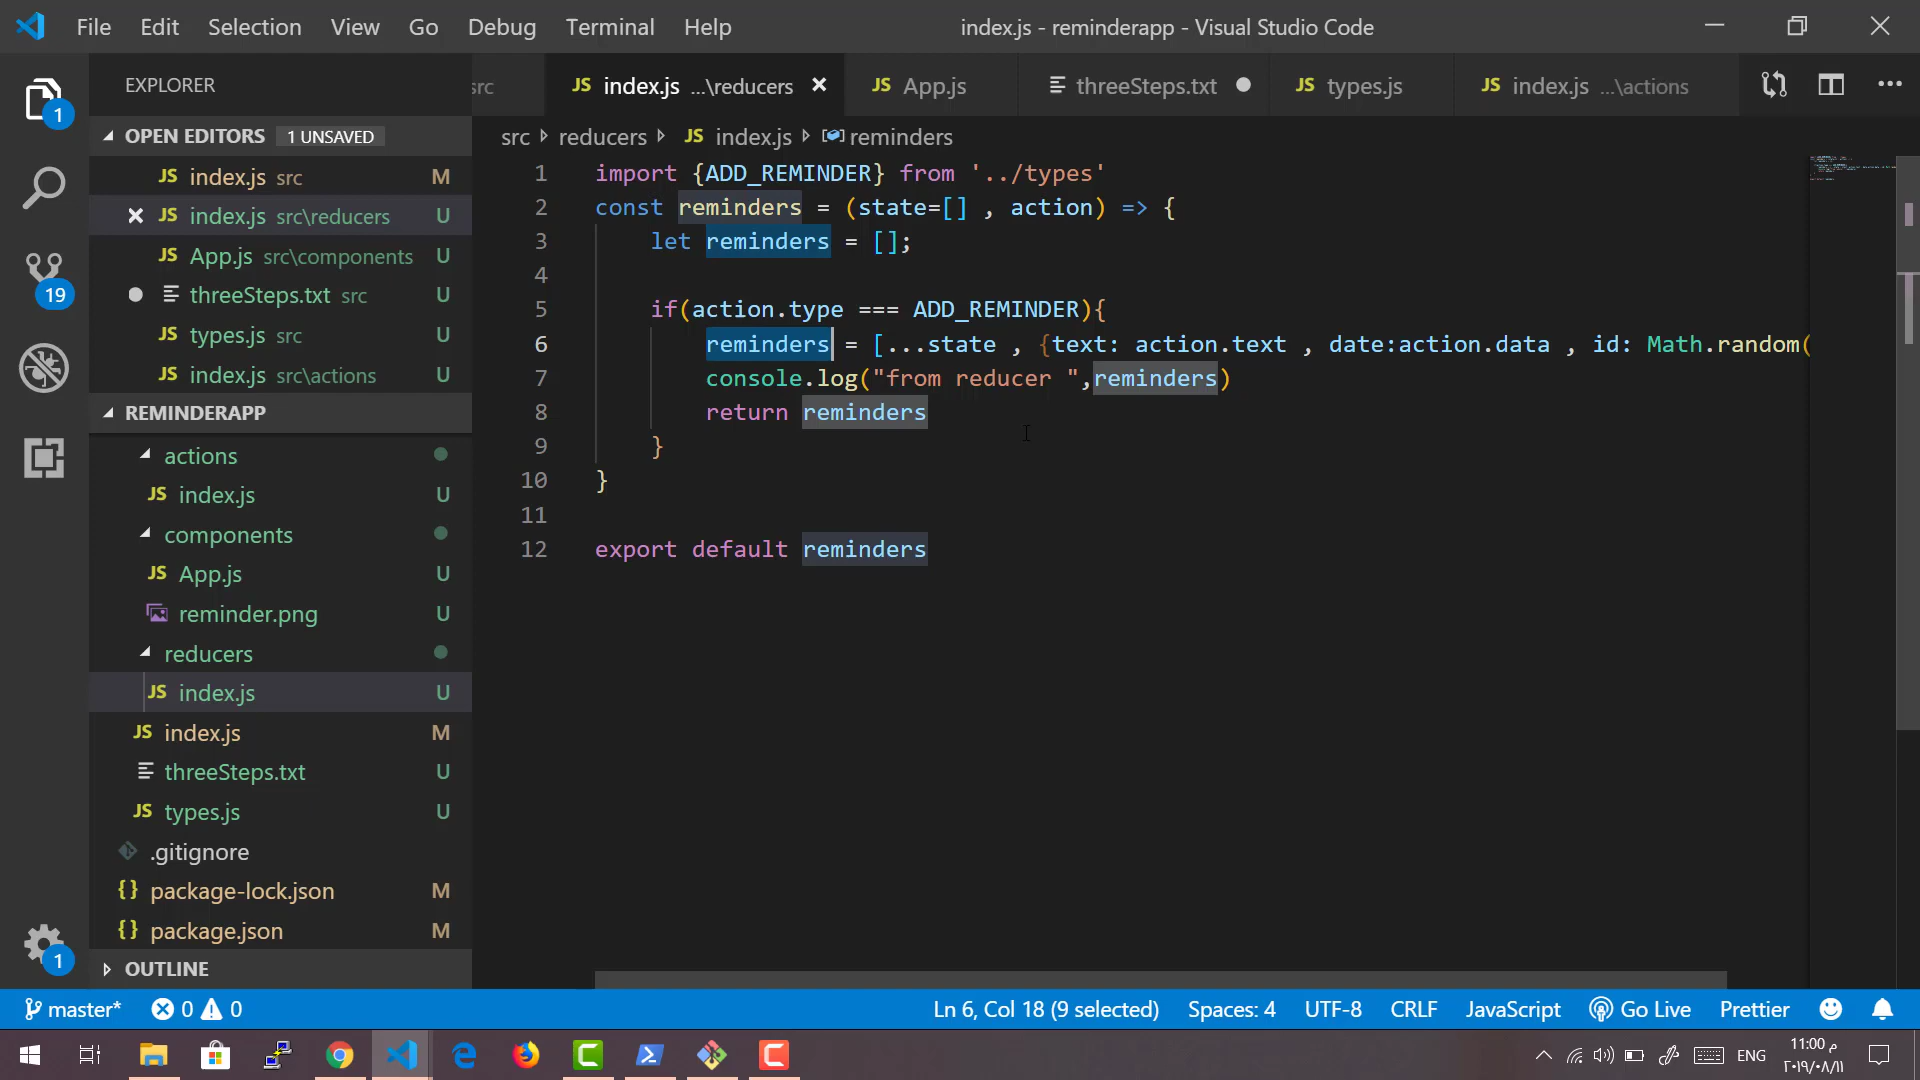 File Edit Selection View Go Debug Terminal Help
index.js - reminderapp - Visual Studio Code
EXPLORER
src
JS index.js ...\reducers
JS App.js
threeSteps.txt
JS types.js
JS index.js ...\actions
OPEN EDITORS 1 UNSAVED
JS index.js src M
JS index.js src\reducers U
JS App.js src\components U
threeSteps.txt src U
JS types.js src U
JS index.js src\actions U
REMINDERAPP
actions
JS index.js U
components
JS App.js U
reminder.png U
reducers
JS index.js U
JS index.js M
threeSteps.txt U
JS types.js U
.gitignore
{} package-lock.json M
{} package.json M
OUTLINE
1
19
1
src reducers JS index.js reminders
1 import {ADD_REMINDER} from '../types'
2 const reminders = (state=[] , action) => {
3 let reminders = [];
4
5 if(action.type === ADD_REMINDER){
6 reminders = [...state , {text: action.text , date:action.data , id: Math.random(
7 console.log("from reducer ",reminders)
8 return reminders
9 }
10 }
11
12 export default reminders
master* 0 0
Ln 6, Col 18 (9 selected) Spaces: 4 UTF-8 CRLF JavaScript Go Live Prettier
ENG
11:00 م
٢٠١٩/٠٨/١١